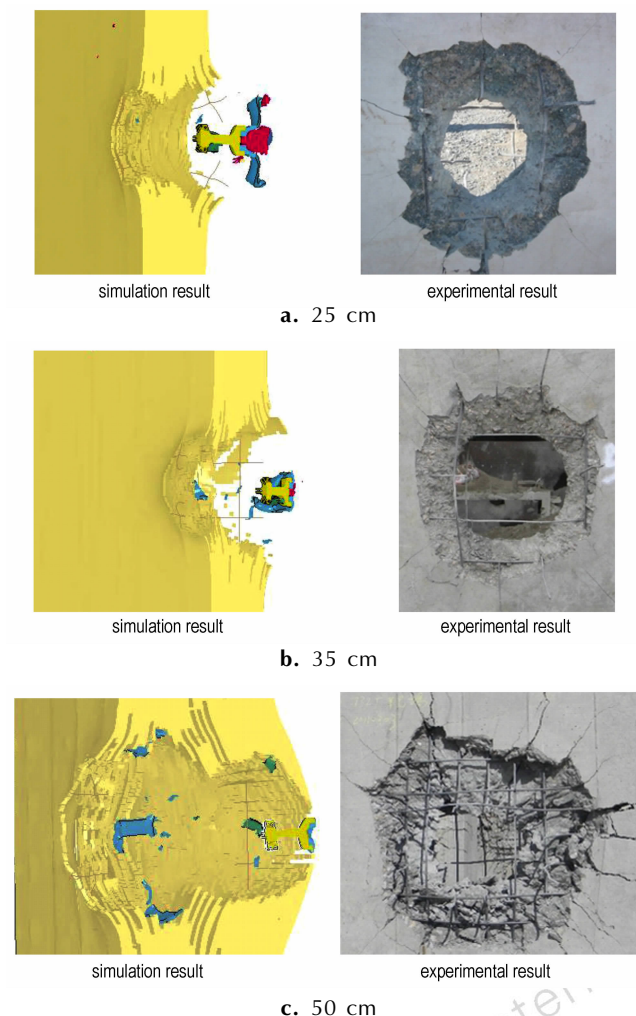 simulation result
experimental result
a. 25 cm
simulation result
experimental result
b. 35 cm
simulation result
experimental result
c. 50 cm